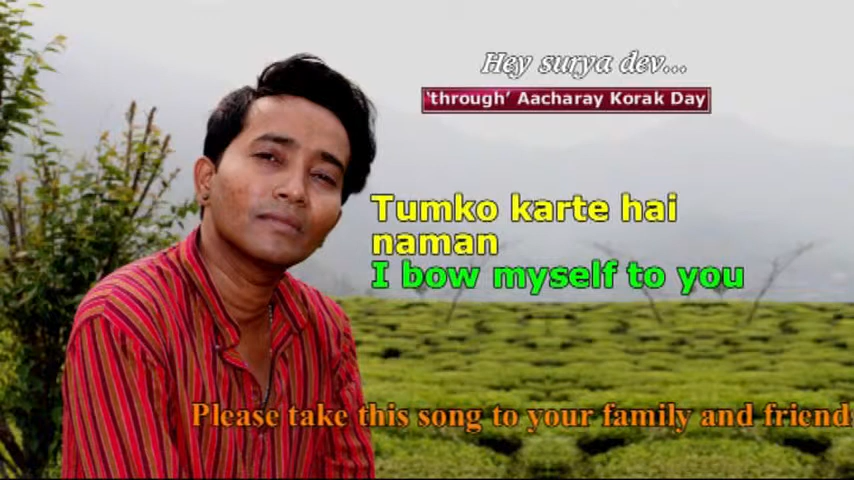 Hey surya dev...
'through' Aacharay Korak Day
Tumko karte hai
naman
I bow myself to you
Please take this song to your family and friend